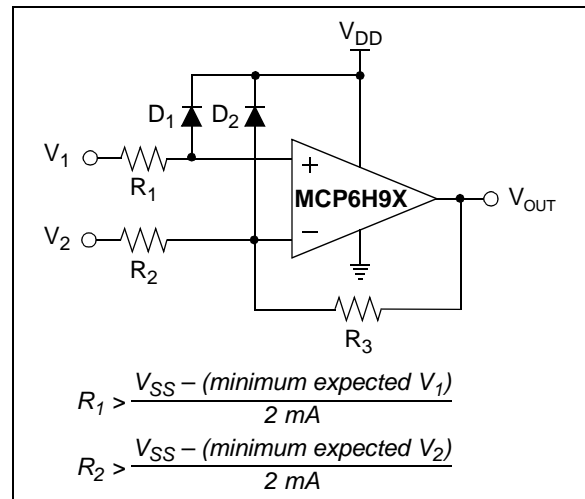 V_DD
D_1 D_2
V_1
R_1
+
MCP6H9X
V_OUT
V_2
−
R_2
R_3
R_1 > V_SS – (minimum expected V_1)
2 mA
R_2 > V_SS – (minimum expected V_2)
2 mA